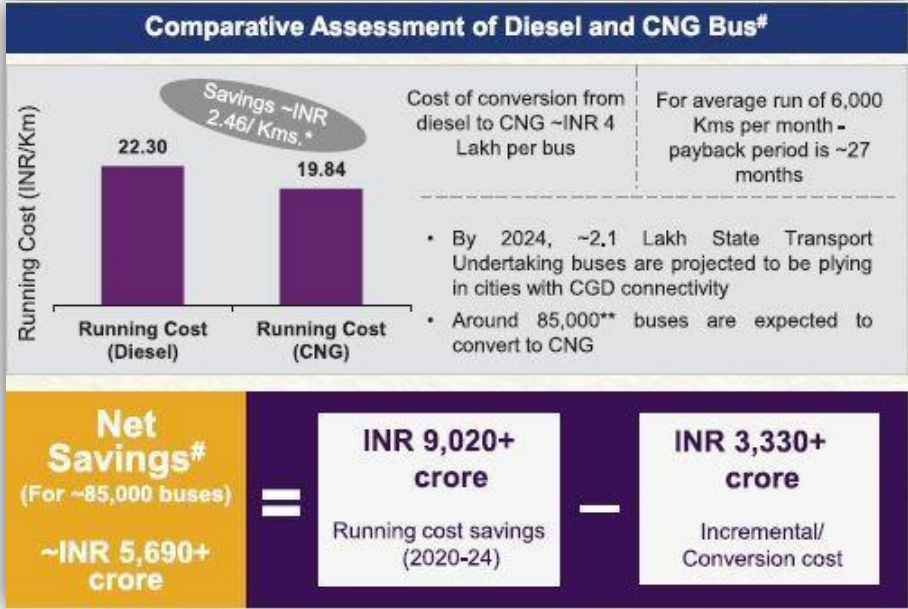 Comparative Assessment of Diesel and CNG Bus#
Running Cost (INR/Km)
Savings ~INR
2.46/ Kms.*
22.30
19.84
Running Cost
(Diesel)
Running Cost
(CNG)
Cost of conversion from
diesel to CNG ~INR 4
Lakh per bus
For average run of 6,000
Kms per month -
payback period is ~27
months
• By 2024, ~2.1 Lakh State Transport
Undertaking buses are projected to be plying
in cities with CGD connectivity
• Around 85,000** buses are expected to
convert to CNG
Net
Savings#
(For ~85,000 buses)
~INR 5,690+
crore
=
INR 9,020+
crore
Running cost savings
(2020-24)
–
INR 3,330+
crore
Incremental/
Conversion cost